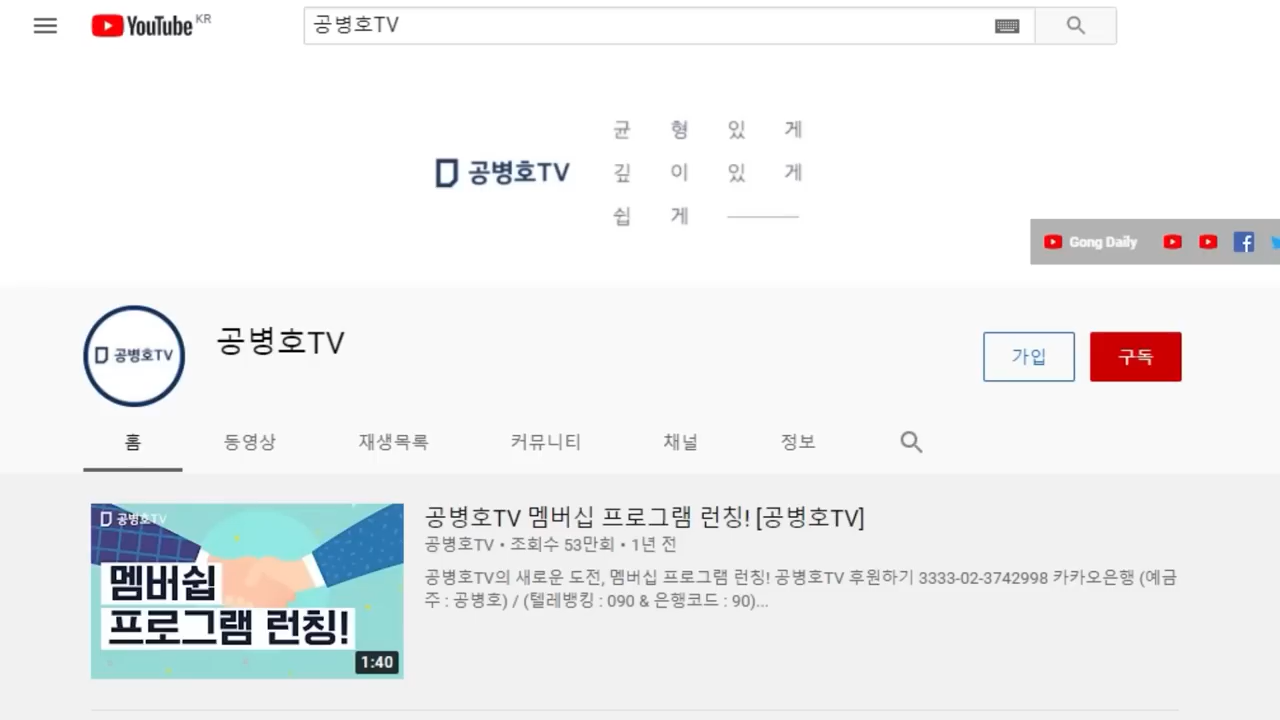 YouTube KR
공병호TV
균 형 있 게
공병호TV
깊 이 있 게
쉽 게
Gong Daily
공병호TV
공병호TV
가입
구독
홈
동영상
재생목록
커뮤니티
채널
정보
공병호TV
멤버쉽
프로그램 런칭!
1:40
공병호TV 멤버십 프로그램 런칭! [공병호TV]
공병호TV • 조회수 53만회 • 1년 전
공병호TV의 새로운 도전, 멤버십 프로그램 런칭! 공병호TV 후원하기 3333-02-3742998 카카오은행 (예금
주 : 공병호) / (텔레뱅킹 : 090 & 은행코드 : 90)...